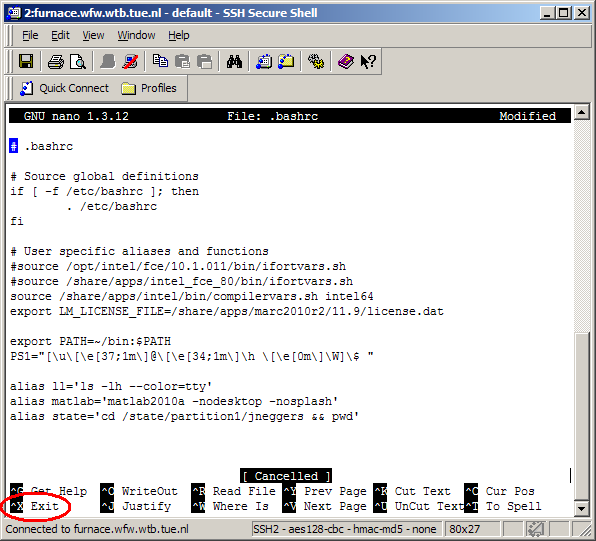 2:furnace.wfw.wtb.tue.nl - default - SSH Secure Shell
File Edit View Window Help
Quick Connect Profiles
GNU nano 1.3.12 File: .bashrc Modified
# .bashrc
# Source global definitions
if [ -f /etc/bashrc ]; then
. /etc/bashrc
fi
# User specific aliases and functions
#source /opt/intel/fce/10.1.011/bin/ifortvars.sh
#source /share/apps/intel_fce_80/bin/ifortvars.sh
source /share/apps/intel/bin/compilervars.sh intel64
export LM_LICENSE_FILE=/share/apps/marc2010r2/11.9/license.dat
export PATH=~/bin:$PATH
PS1="[\u\[\e[37;1m\]@\[\e[34;1m\]\h \[\e[0m\]\W]\$ "
alias ll='ls -lh --color=tty'
alias matlab='matlab2010a -nodesktop -nosplash'
alias state='cd /state/partition1/jneggers && pwd'
[ Cancelled ]
^G Get Help ^O WriteOut ^R Read File ^Y Prev Page ^K Cut Text ^C Cur Pos
^X Exit ^J Justify ^W Where Is ^V Next Page ^U UnCut Text^T To Spell
Connected to furnace.wfw.wtb.tue.nl SSH2 - aes128-cbc - hmac-md5 - none 80x27